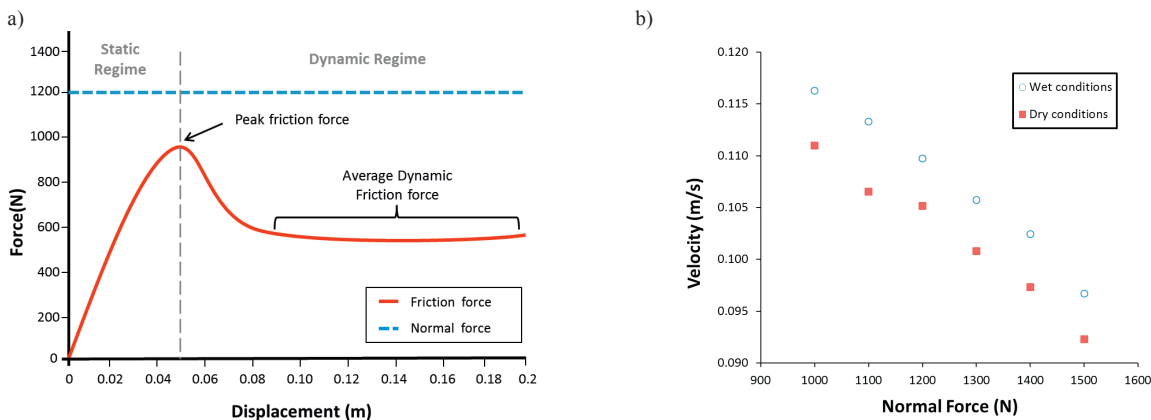 a)
Static
Regime
Dynamic Regime
1400
1200
1000
800
600
400
200
0
Force(N)
Peak friction force
Average Dynamic
Friction force
Friction force
Normal force
0
0.02
0.04
0.06
0.08
0.10
0.12
0.14
0.16
0.18
0.2
Displacement (m)
b)
0.120
0.115
0.110
0.105
0.100
0.095
0.090
Velocity (m/s)
Wet conditions
Dry conditions
900
1000
1100
1200
1300
1400
1500
1600
Normal Force (N)